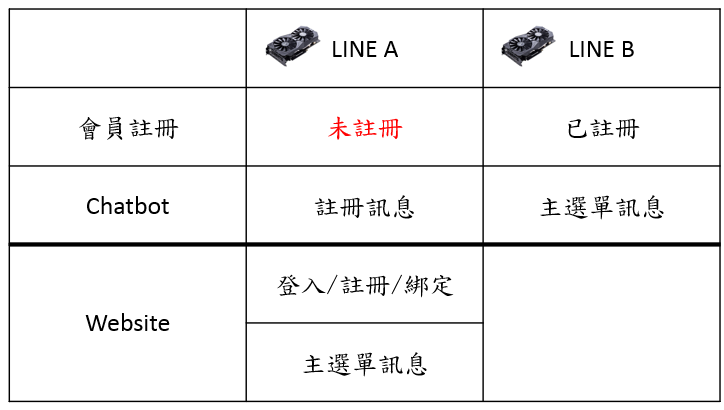 LINE A
LINE B
會員註冊
未註冊
已註冊
Chatbot
註冊訊息
主選單訊息
Website
登入/註冊/綁定
主選單訊息